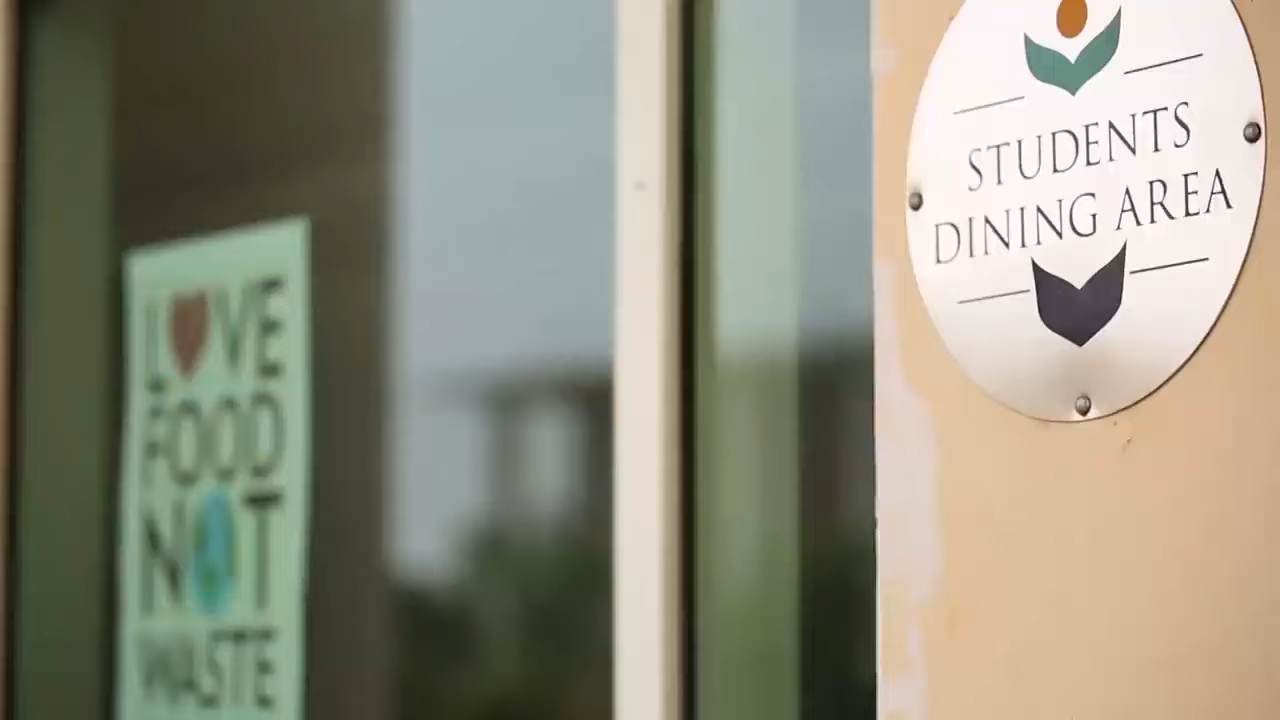 LOVE
FOOD
NOT
WASTE
STUDENTS
DINING AREA